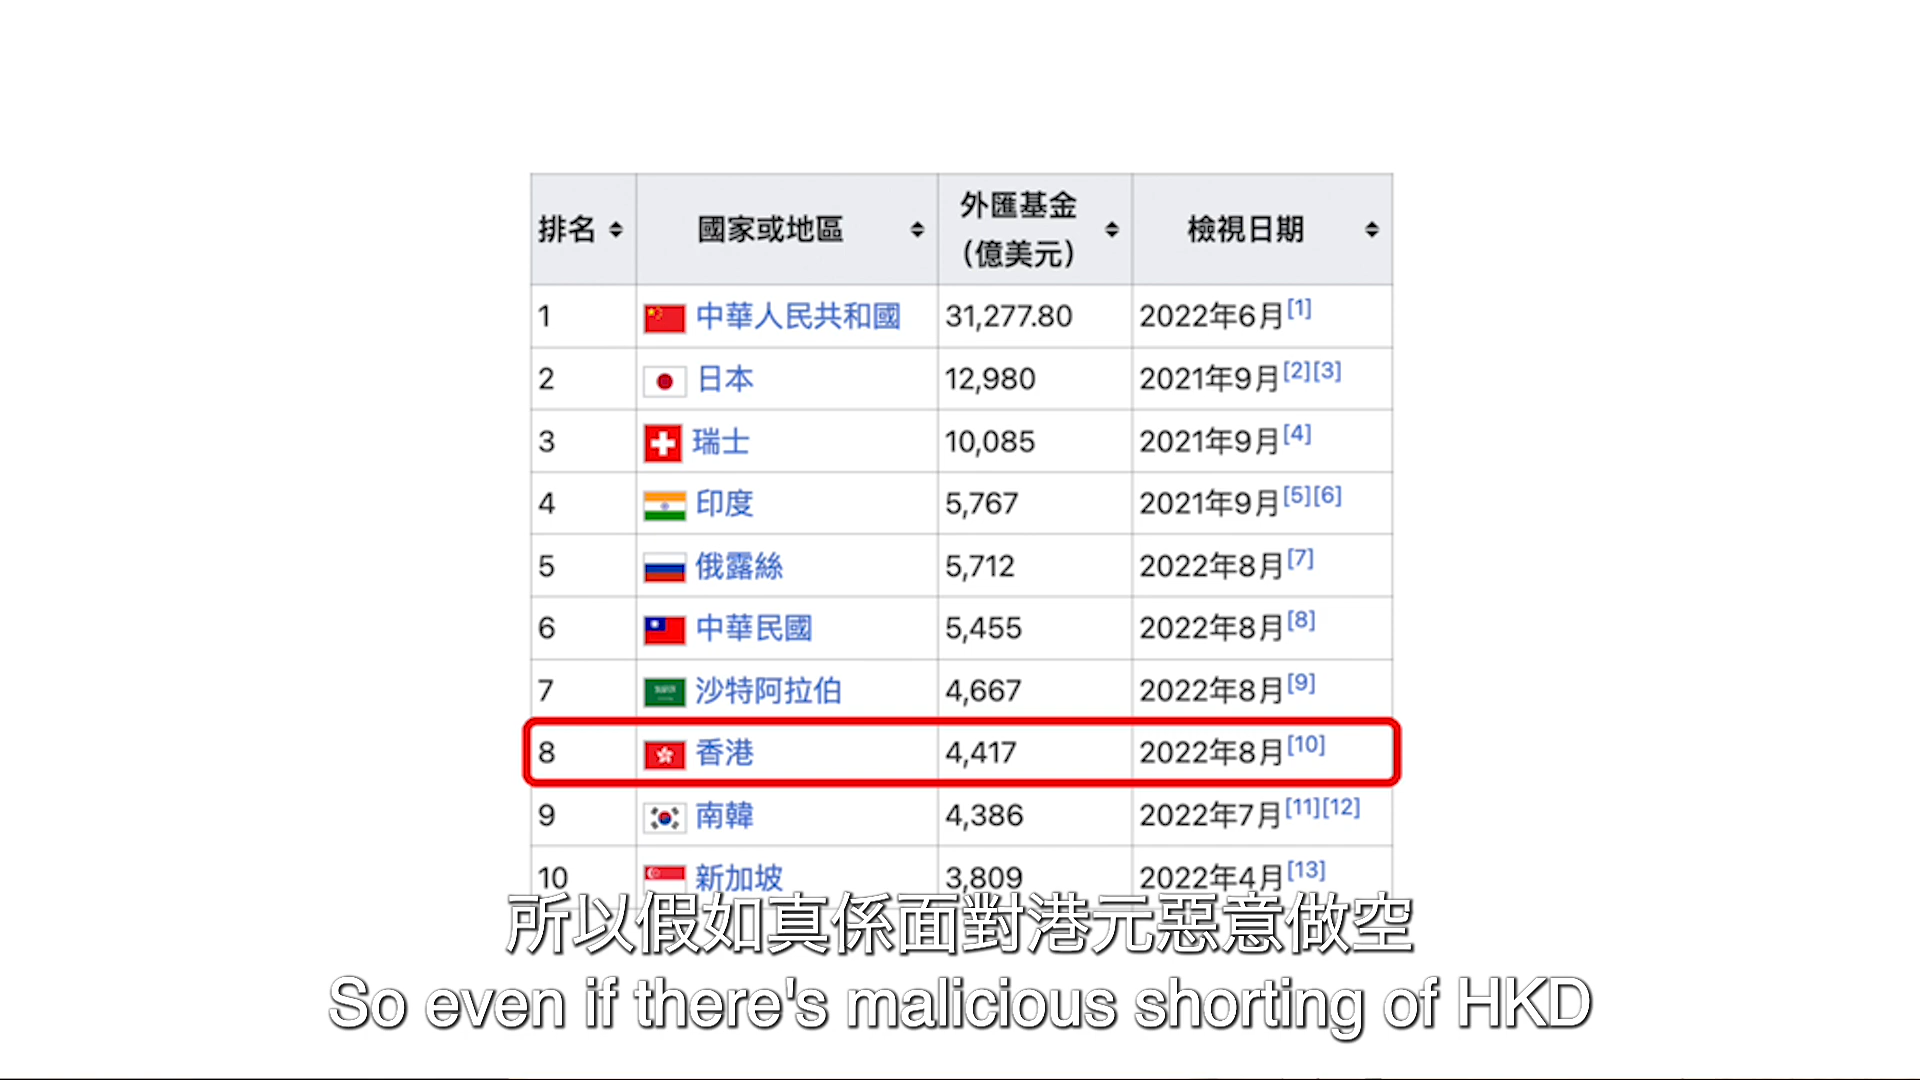 排名 國家或地區 外匯基金 (億美元) 檢視日期
1 中華人民共和國 31,277.80 2022年6月[1]
2 日本 12,980 2021年9月[2][3]
3 瑞士 10,085 2021年9月[4]
4 印度 5,767 2021年9月[5][6]
5 俄羅絲 5,712 2022年8月[7]
6 中華民國 5,455 2022年8月[8]
7 沙特阿拉伯 4,667 2022年8月[9]
8 香港 4,417 2022年8月[10]
9 南韓 4,386 2022年7月[11][12]
10 新加坡 3,809 2022年4月[13]
所以假如真係面對港元惡意做空
So even if there's malicious shorting of HKD